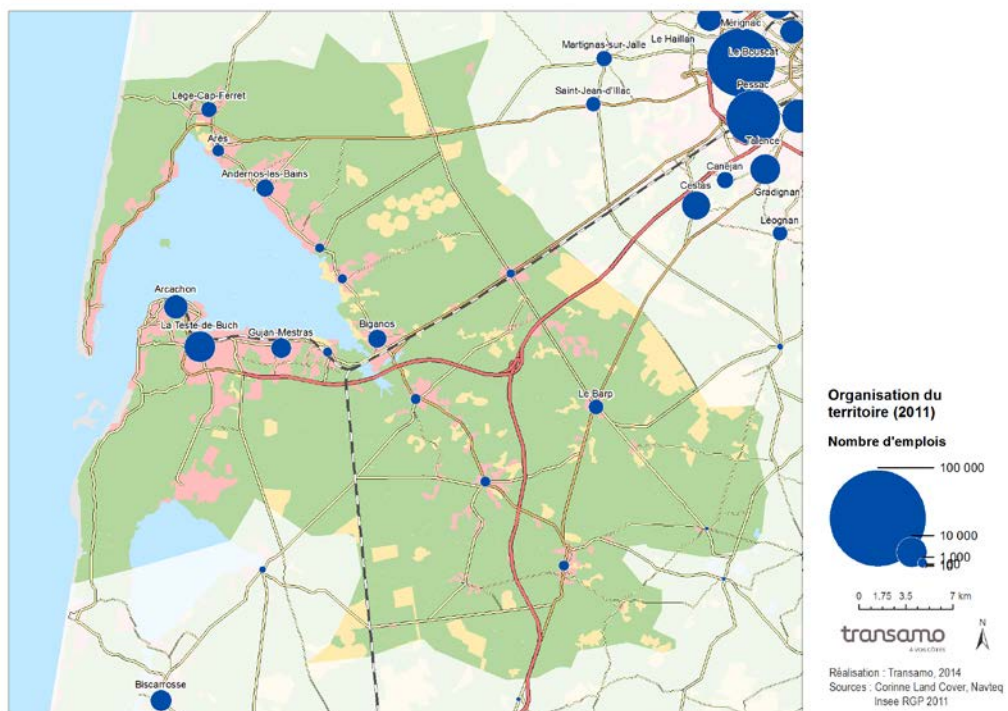 Mérignac
Le Haillan
Martignas-sur-Jalle
Le Bouscat
Pessac
Saint-Jean-d'Illac
Lège-Cap-Ferret
Talence
Arès
Andernos-les-Bains
Canéjan
Gradignan
Cestas
Léognan
Arcachon
La Teste-de-Buch
Gujan-Mestras
Biganos
Le Barp
Biscarrosse
Organisation du
territoire (2011)
Nombre d'emplois
100 000
10 000
1 000
100
0 1.75 3.5 7 km
transamo
N
Réalisation : Transamo, 2014
Sources : Corinne Land Cover, Navteq
Insee RGP 2011